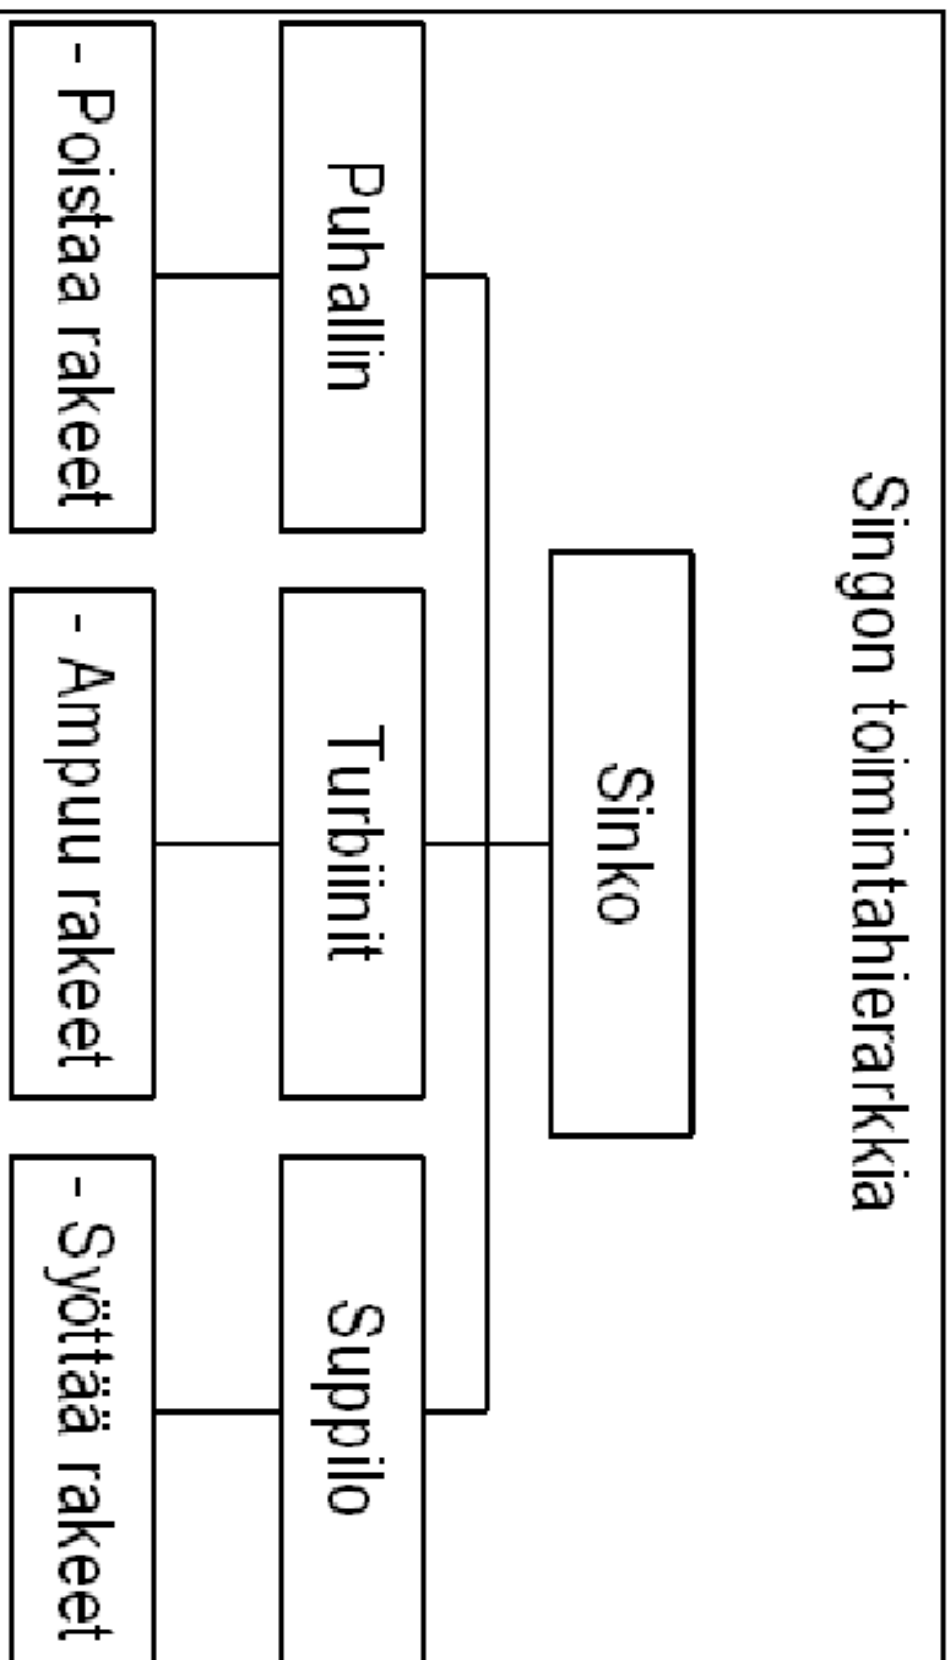 Singon toimintahierarkkia
Sinko
Puhallin
Turbiinit
Suppilo
- Poistaa rakeet
- Ampuu rakeet
- Syöttää rakeet